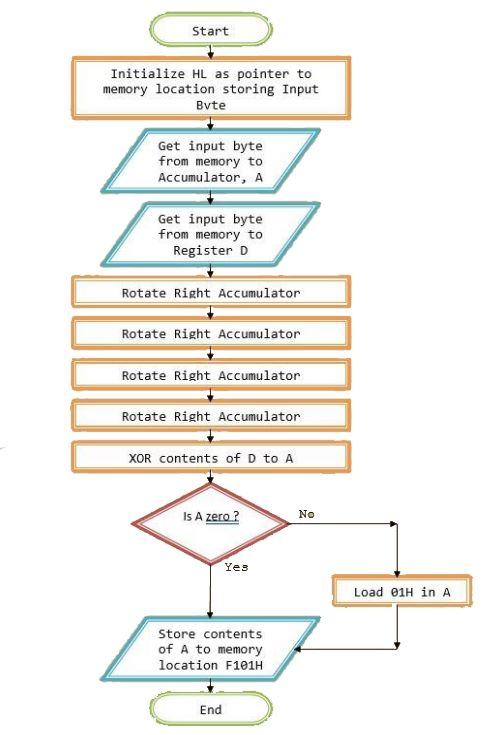 Start
Initialize HL as pointer to
memory location storing Input
Byte
Get input byte
from memory to
Accumulator, A
Get input byte
from memory to
Register D
Rotate Right Accumulator
Rotate Right Accumulator
Rotate Right Accumulator
Rotate Right Accumulator
XOR contents of D to A
Is A zero ?
No
Yes
Load 01H in A
Store contents
of A to memory
location F101H
End